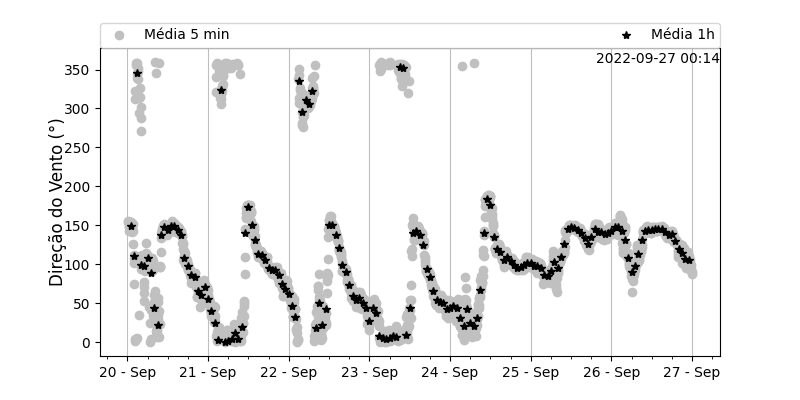 Média 5 min
Média 1h
2022-09-27 00:14
Direção do Vento (°)
350
300
250
200
150
100
50
0
20 - Sep
21 - Sep
22 - Sep
23 - Sep
24 - Sep
25 - Sep
26 - Sep
27 - Sep